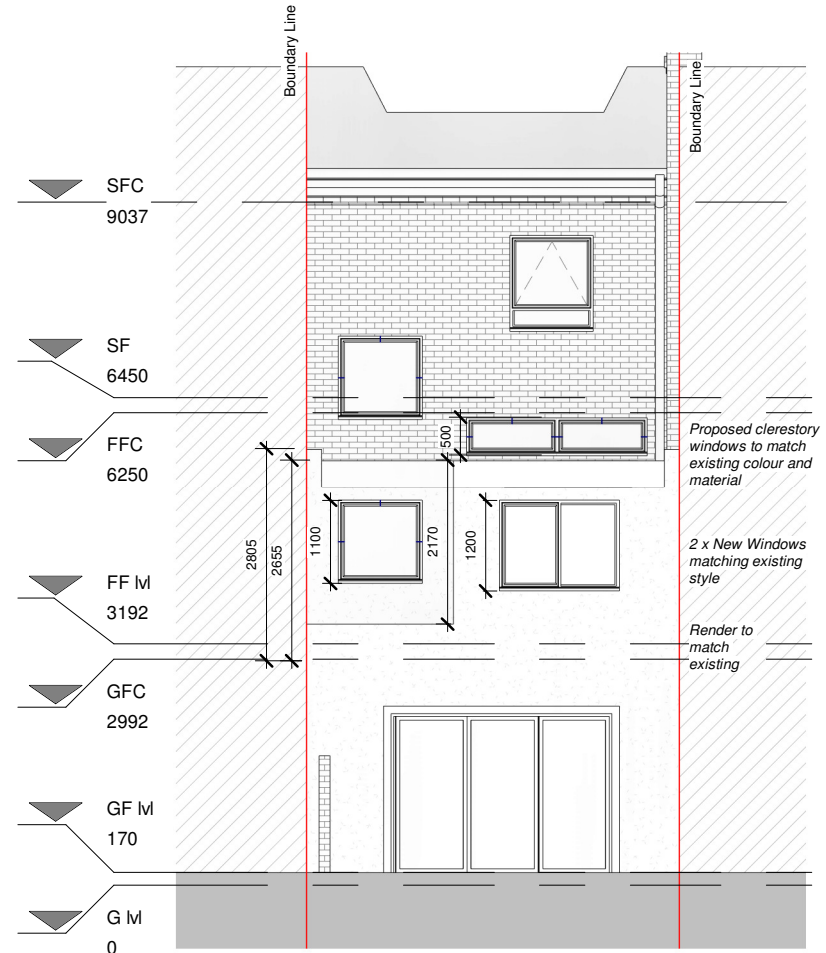 Boundary Line
Boundary Line
SFC
9037
SF
6450
FFC
6250
500
Proposed clerestory
windows to match
existing colour and
material
2805
2655
1100
2170
1200
2 x New Windows
matching existing
style
FF lvl
3192
Render to
match
existing
GFC
2992
GF lvl
170
G lvl
0